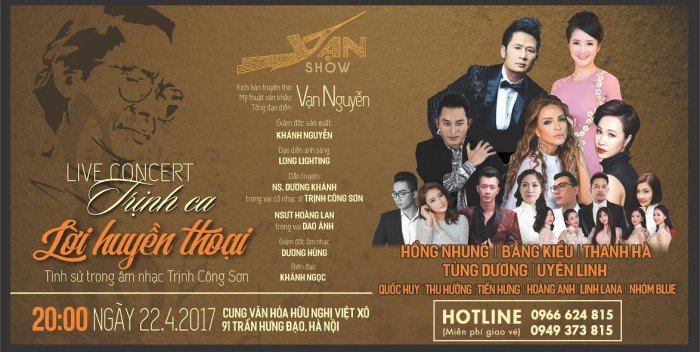 VẠN
SHOW
Kịch bản truyền thời
Mỹ thuật sân khấu
Tổng đạo diễn: Vạn Nguyễn
Giám đốc sản xuất:
KHÁNH NGUYỄN
Đạo diễn ánh sáng
LONG LIGHTING
Dẫn truyện:
NS. DƯƠNG KHÁNH
trong vai cố nhạc sĩ TRỊNH CÔNG SƠN
NSƯT HOÀNG LAN
trong vai DAO ÁNH
Giám đốc âm nhạc
DƯƠNG HÙNG
Biên đạo
KHÁNH NGỌC
LIVE CONCERT
Trịnh ca
Lời huyền thoại
Tình sử trong âm nhạc Trịnh Công Sơn
HỒNG NHUNG | BẰNG KIỀU | THANH HÀ
TÙNG DƯƠNG | UYÊN LINH
QUỐC HUY THU HƯỜNG TIẾN HƯNG HOÀNG ANH LINH LANA NHÓM BLUE
20:00 NGÀY 22.4.2017
CUNG VĂN HÓA HỮU NGHỊ VIỆT XÔ
91 TRẦN HƯNG ĐẠO, HÀ NỘI
HOTLINE
(Miễn phí giao vé)
0966 624 815
0949 373 815